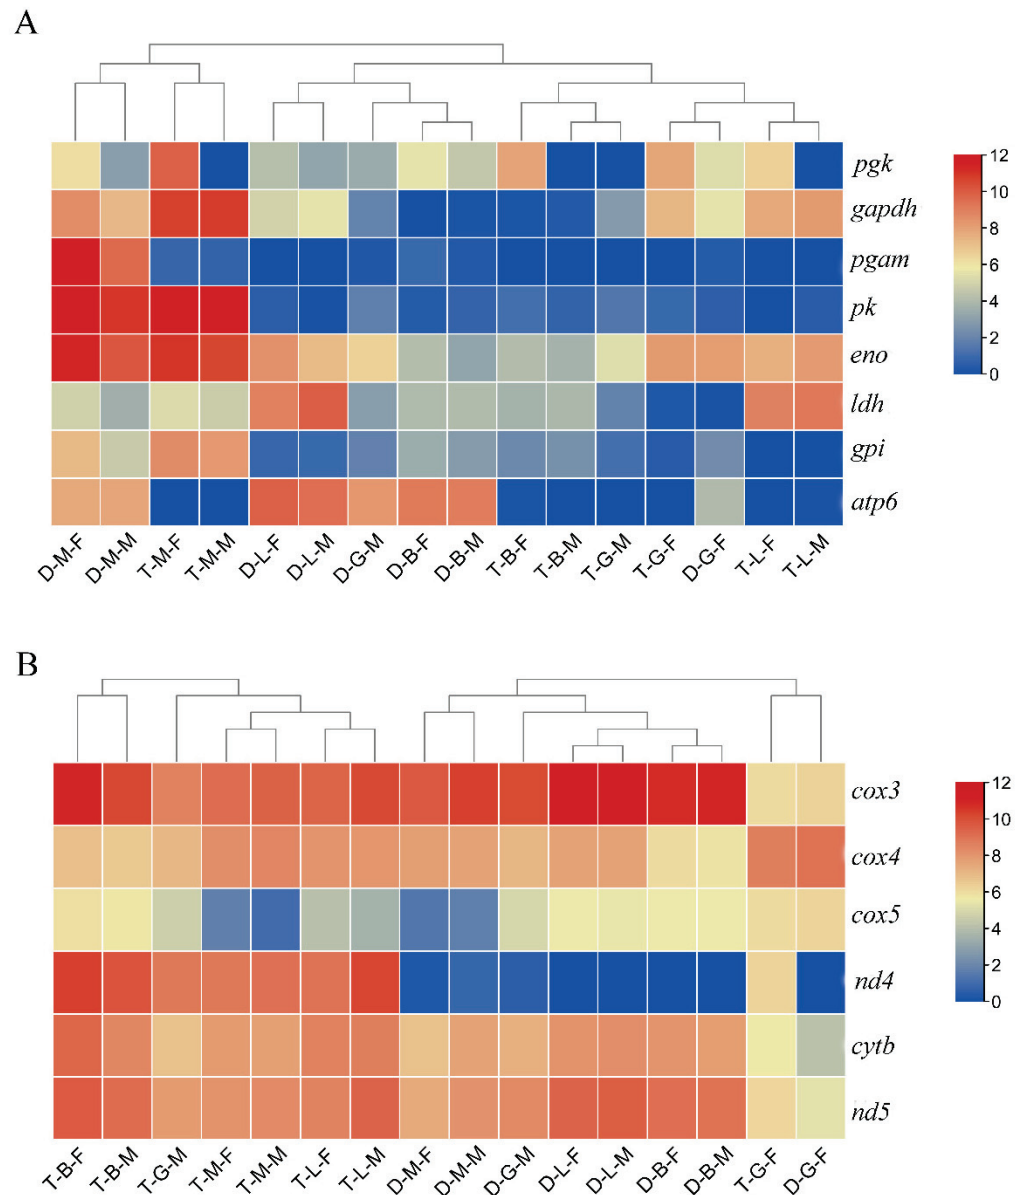 A
pgk
gapdh
pgam
pk
eno
ldh
gpi
atp6
12
10
8
6
4
2
0
D-M-F D-M-M T-M-F T-M-M D-L-F D-L-M D-G-M D-B-F D-B-M T-B-F T-B-M T-G-M T-G-F D-G-F T-L-F T-L-M
B
cox3
cox4
cox5
nd4
cytb
nd5
12
10
8
6
4
2
0
T-B-F T-B-M T-G-M T-M-F T-M-M T-L-F T-L-M D-M-F D-M-M D-G-M D-L-F D-L-M D-B-F D-B-M T-G-F D-G-F